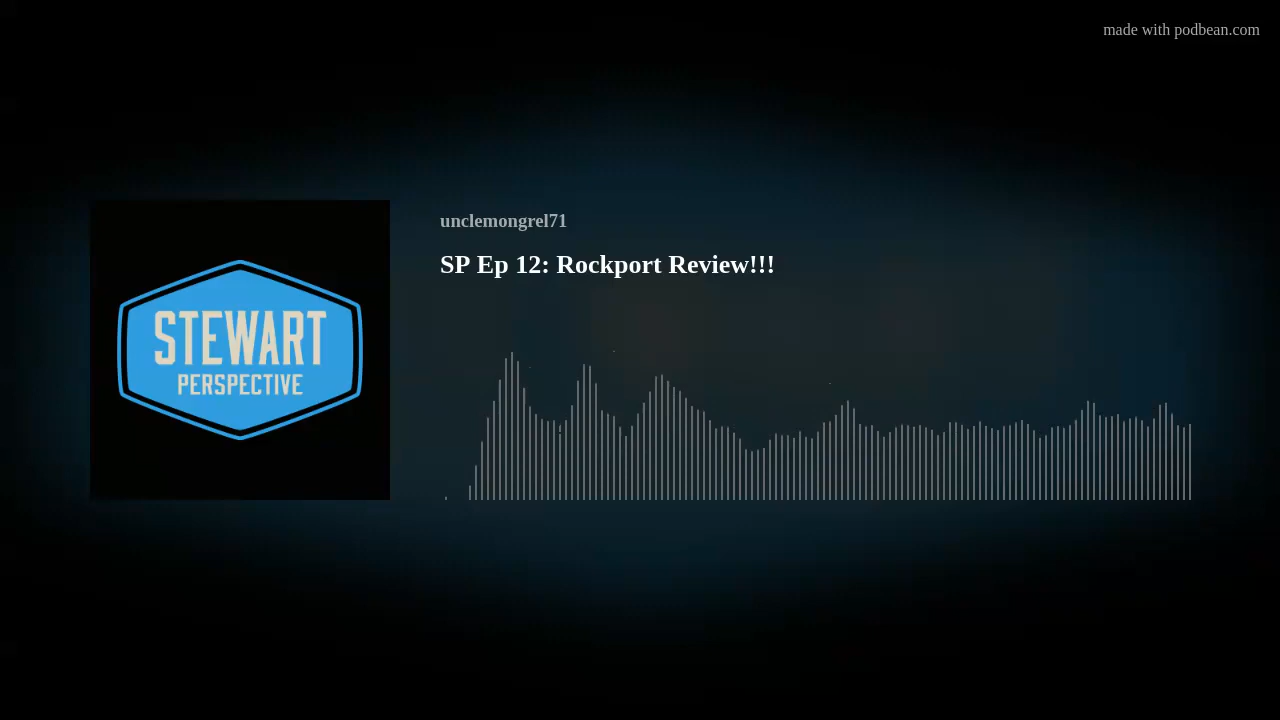 made with podbean.com
unclemongrel71
SP Ep 12: Rockport Review!!!
STEWART
PERSPECTIVE